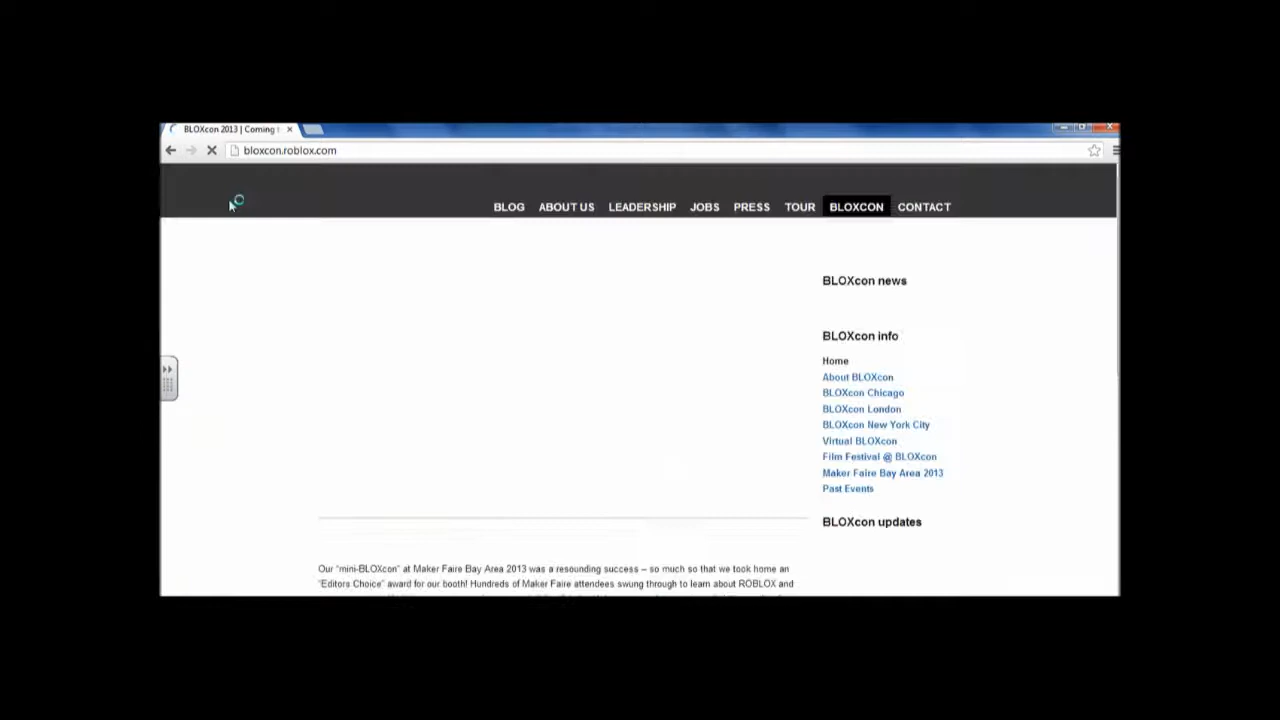 BLOXcon 2013 | Coming t
bloxcon.roblox.com
BLOG ABOUT US LEADERSHIP JOBS PRESS TOUR BLOXCON CONTACT
BLOXcon news
BLOXcon info
Home
About BLOXcon
BLOXcon Chicago
BLOXcon London
BLOXcon New York City
Virtual BLOXcon
Film Festival @ BLOXcon
Maker Faire Bay Area 2013
Past Events
BLOXcon updates
Our "mini-BLOXcon" at Maker Faire Bay Area 2013 was a resounding success – so much so that we took home an
"Editors Choice" award for our booth! Hundreds of Maker Faire attendees swung through to learn about ROBLOX and